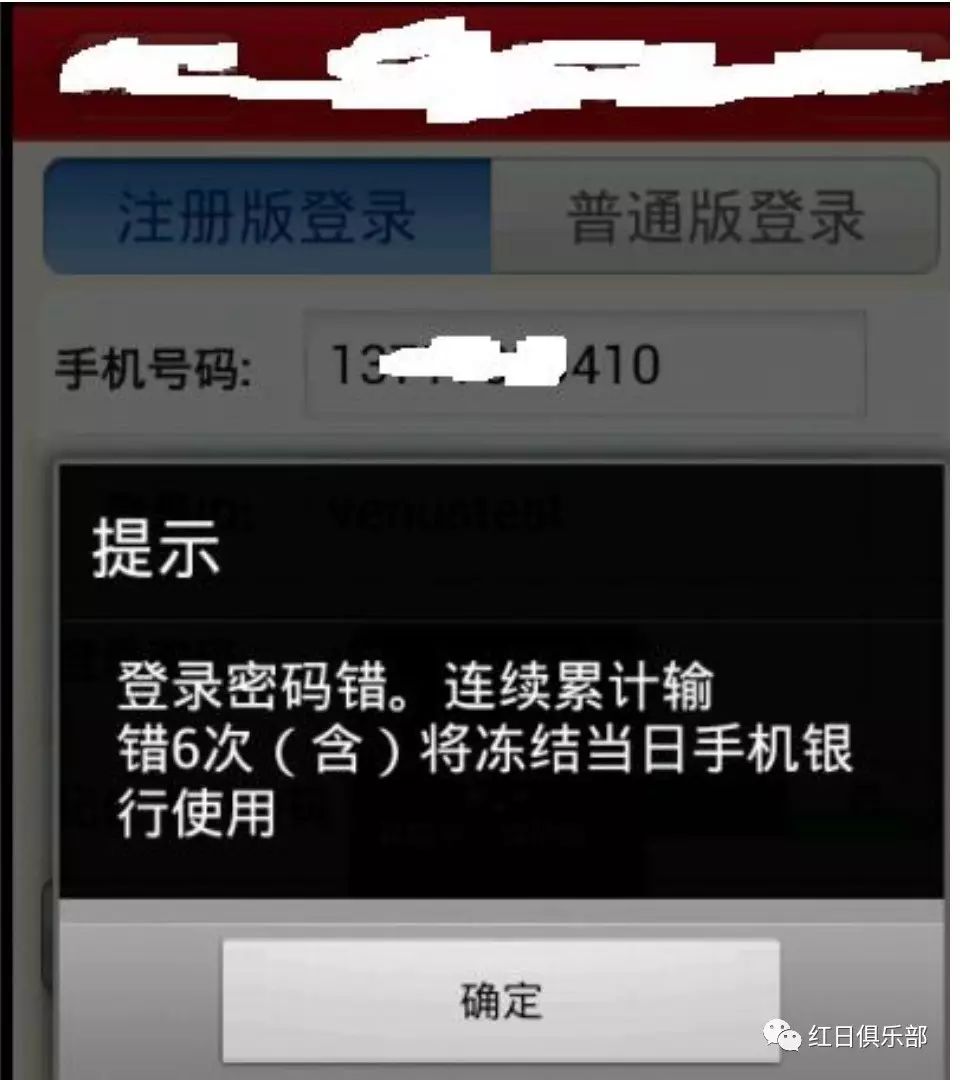 注册版登录 普通版登录
手机号码: 137 410
提示
登录密码错。连续累计输
错6次（含）将冻结当日手机银
行使用
确定
红日俱乐部